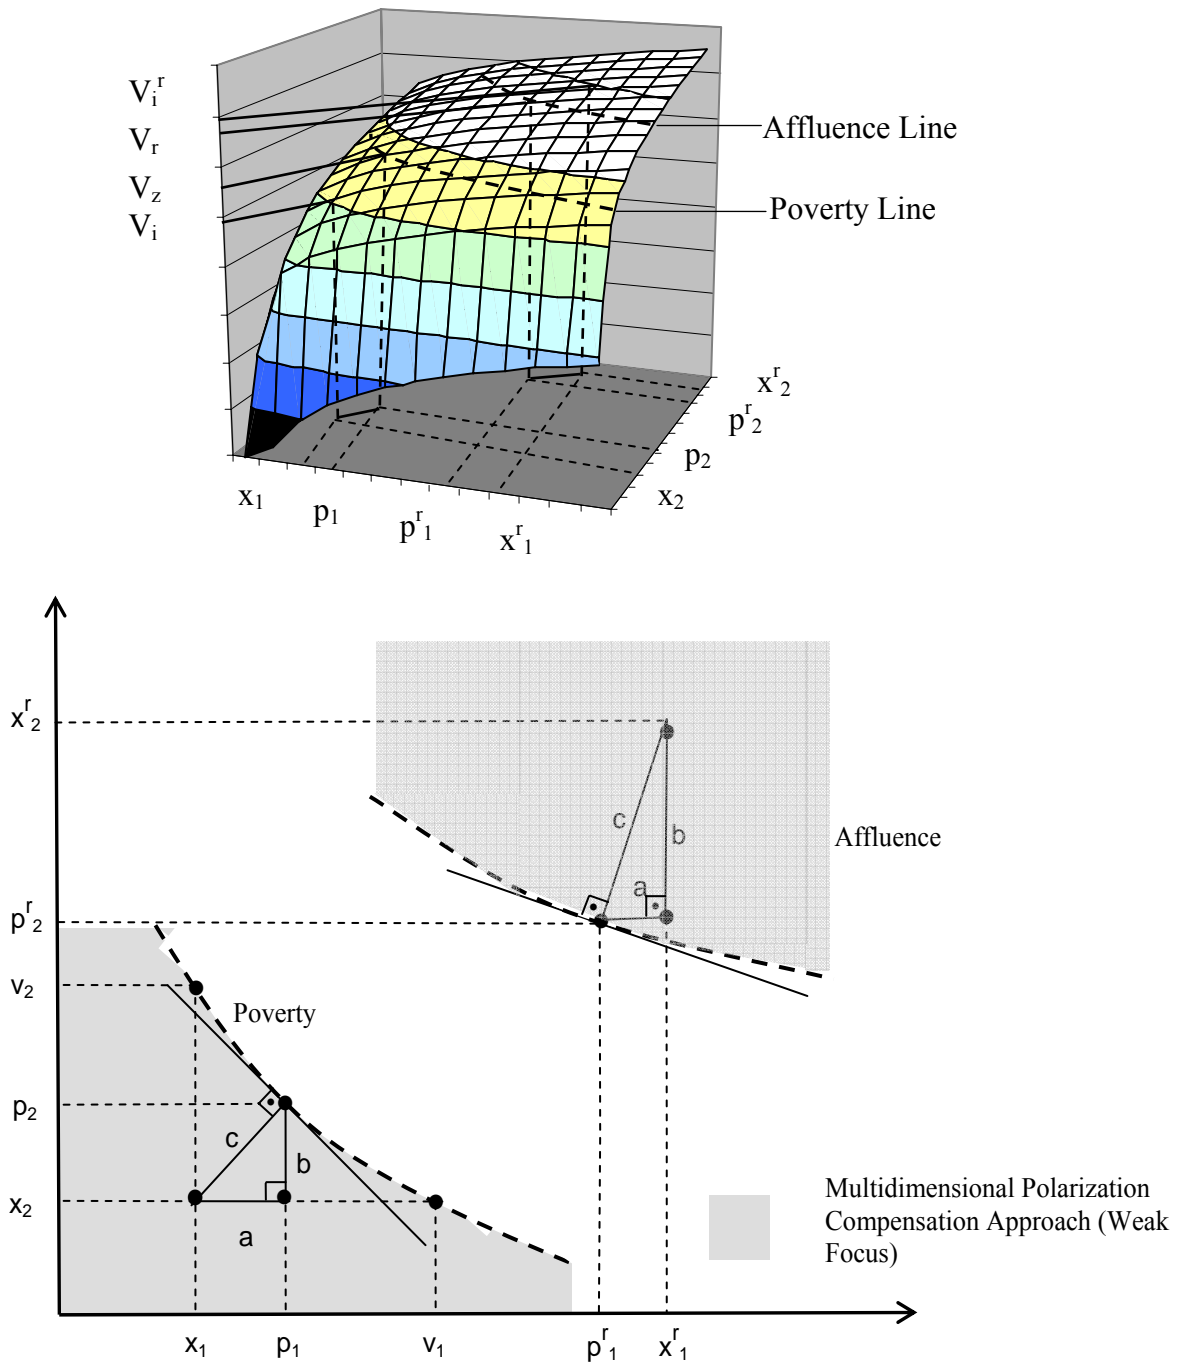 V_i^r
V_r
V_z
V_i
Affluence Line
Poverty Line
x_1
p_1
p^r_1
x^r_1
x_2
p_2
p^r_2
x^r_2
x^r_2
c
b
a
Affluence
p^r_2
v_2
Poverty
p_2
c
b
x_2
a
Multidimensional Polarization
Compensation Approach (Weak
Focus)
x_1 p_1 v_1 p^r_1 x^r_1